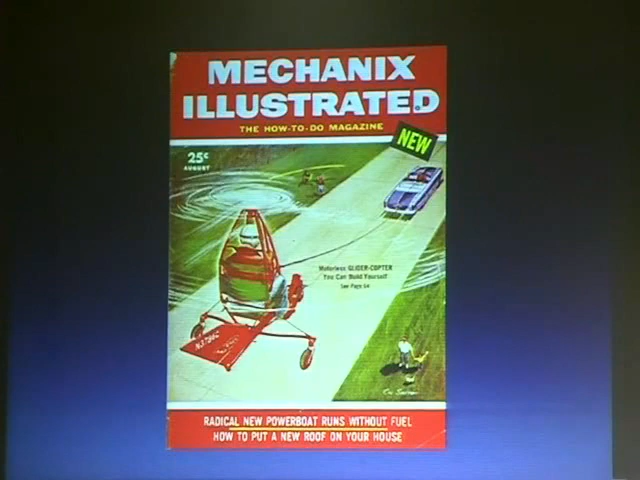 MECHANIX
ILLUSTRATED
THE HOW-TO-DO MAGAZINE
NEW
25¢
AUGUST
Motorless GLIDER-COPTER
You Can Build Yourself
See Page 64
RADICAL NEW POWERBOAT RUNS WITHOUT FUEL
HOW TO PUT A NEW ROOF ON YOUR HOUSE